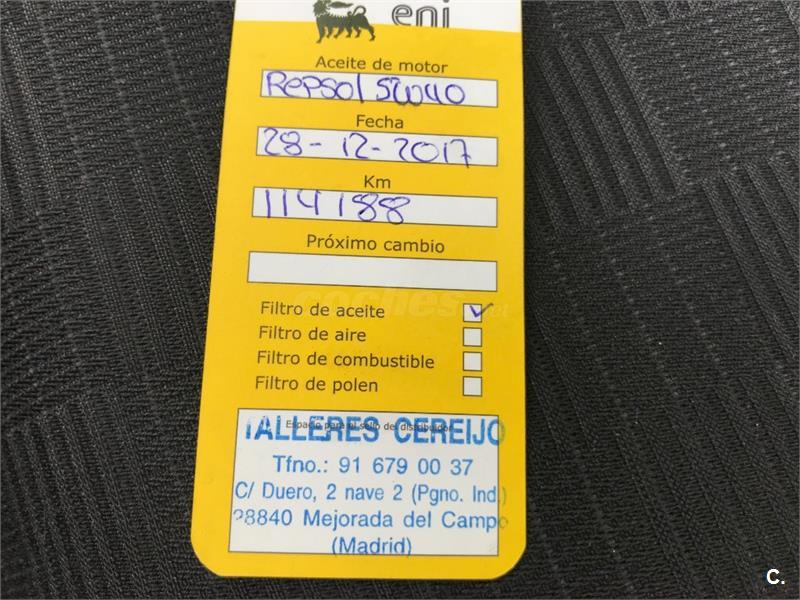 eni
Aceite de motor
Repsol 5W40
Fecha
28-12-2017
Km
114188
Próximo cambio
Filtro de aceite
Filtro de aire
Filtro de combustible
Filtro de polen
Espacio para el sello del distribuidor
TALLERES CEREIJO
Tfno.: 91 679 00 37
C/ Duero, 2 nave 2 (Pgno. Ind.)
28840 Mejorada del Campo
(Madrid)
coches.net
C.